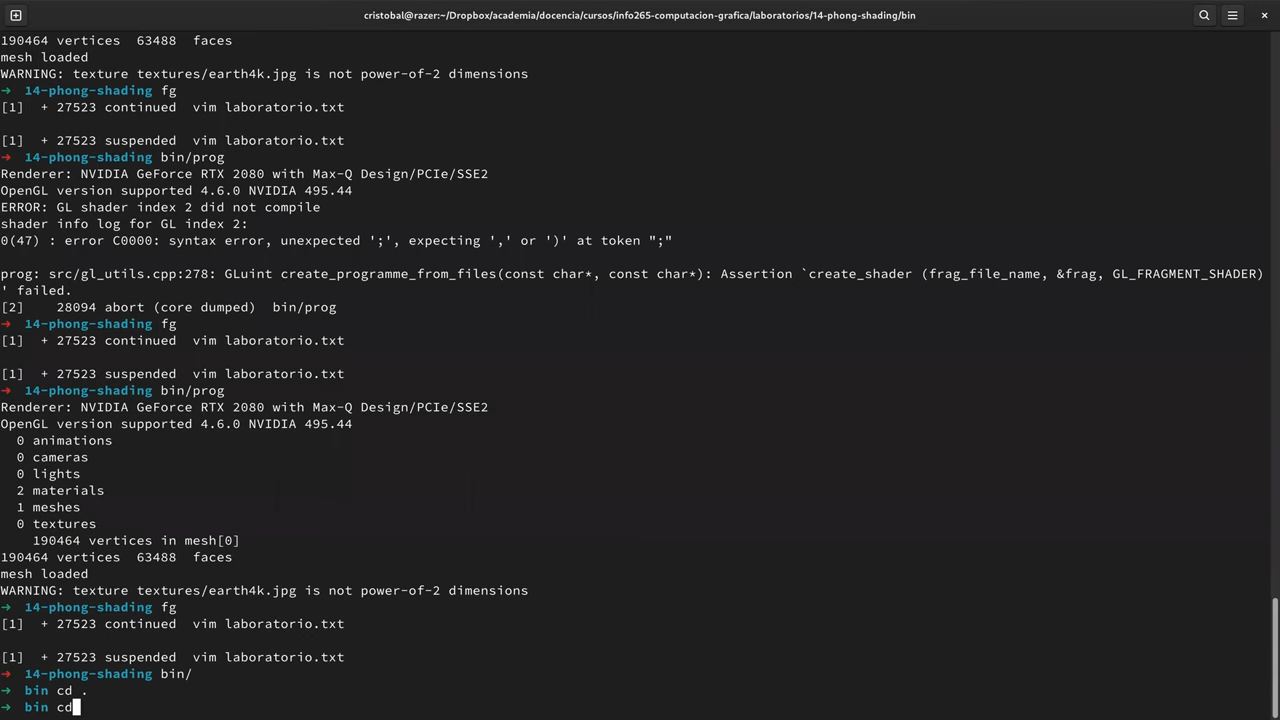 cristobal@razer:~/Dropbox/academia/docencia/cursos/info265-computacion-grafica/laboratorios/14-phong-shading/bin
190464 vertices  63488  faces
mesh loaded
WARNING: texture textures/earth4k.jpg is not power-of-2 dimensions
➜  14-phong-shading fg
[1]  + 27523 continued  vim laboratorio.txt
[1]  + 27523 suspended  vim laboratorio.txt
➜  14-phong-shading bin/prog
Renderer: NVIDIA GeForce RTX 2080 with Max-Q Design/PCIe/SSE2
OpenGL version supported 4.6.0 NVIDIA 495.44
ERROR: GL shader index 2 did not compile
shader info log for GL index 2:
0(47) : error C0000: syntax error, unexpected ';', expecting ',' or ')' at token ";"
prog: src/gl_utils.cpp:278: GLuint create_programme_from_files(const char*, const char*): Assertion `create_shader (frag_file_name, &frag, GL_FRAGMENT_SHADER)
' failed.
[2]    28094 abort (core dumped)  bin/prog
➜  14-phong-shading fg
[1]  + 27523 continued  vim laboratorio.txt
[1]  + 27523 suspended  vim laboratorio.txt
➜  14-phong-shading bin/prog
Renderer: NVIDIA GeForce RTX 2080 with Max-Q Design/PCIe/SSE2
OpenGL version supported 4.6.0 NVIDIA 495.44
  0 animations
  0 cameras
  0 lights
  2 materials
  1 meshes
  0 textures
    190464 vertices in mesh[0]
190464 vertices  63488  faces
mesh loaded
WARNING: texture textures/earth4k.jpg is not power-of-2 dimensions
➜  14-phong-shading fg
[1]  + 27523 continued  vim laboratorio.txt
[1]  + 27523 suspended  vim laboratorio.txt
➜  14-phong-shading bin/
➜  bin cd .
➜  bin cd